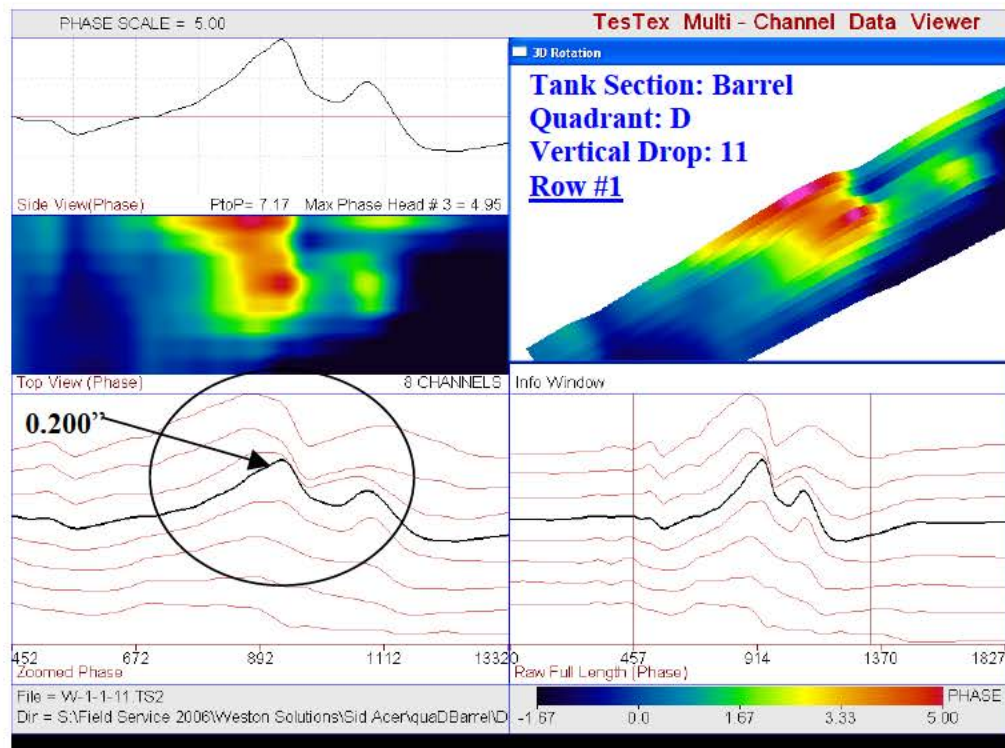 PHASE SCALE = 5.00
TesTex Multi - Channel Data Viewer
3D Rotation
Tank Section: Barrel
Quadrant: D
Vertical Drop: 11
Row #1
Side View(Phase) PtoP= 7.17 Max Phase Head # 3 = 4.95
Top View (Phase) 8 CHANNELS
Info Window
0.200”
452 672 892 1112 1332
Zoomed Phase
0 457 914 1370 1827
Raw Full Length (Phase)
File = W-1-1-11.TS2
Dir = S:\Field Service 2006\Weston Solutions\Sid Acer\quaDBarrel\D
PHASE
-1.67 0.0 1.67 3.33 5.00